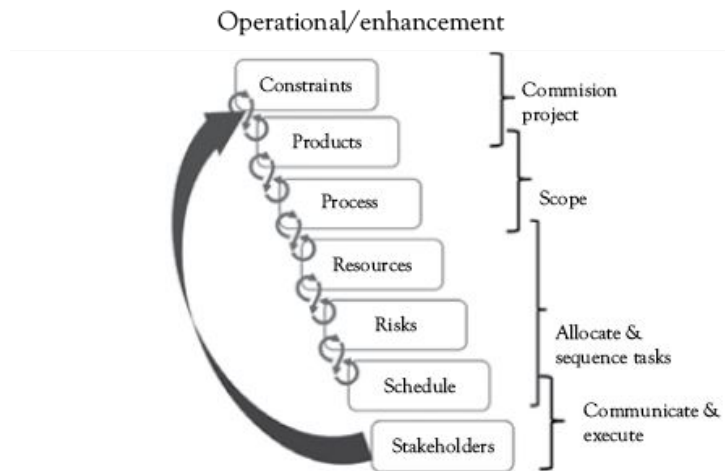 Operational/enhancement
Constraints
Commision
project
Products
Process
Scope
Resources
Risks
Allocate &
sequence tasks
Schedule
Communicate &
execute
Stakeholders